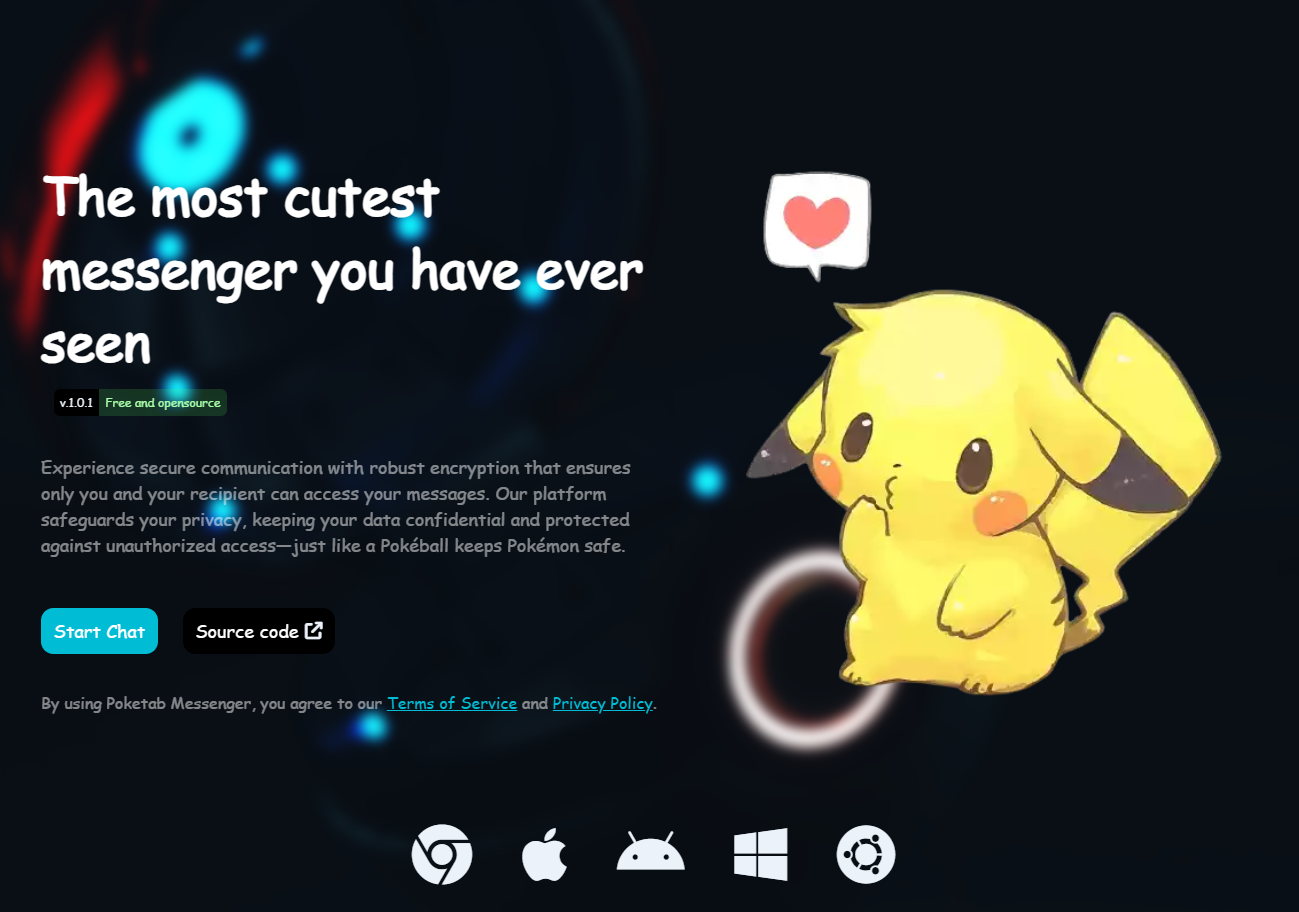 The most cutest
messenger you have ever
seen
v.1.0.1 Free and opensource
Experience secure communication with robust encryption that ensures
only you and your recipient can access your messages. Our platform
safeguards your privacy, keeping your data confidential and protected
against unauthorized access—just like a Pokéball keeps Pokémon safe.
Start Chat Source code
By using Poketab Messenger, you agree to our Terms of Service and Privacy Policy.